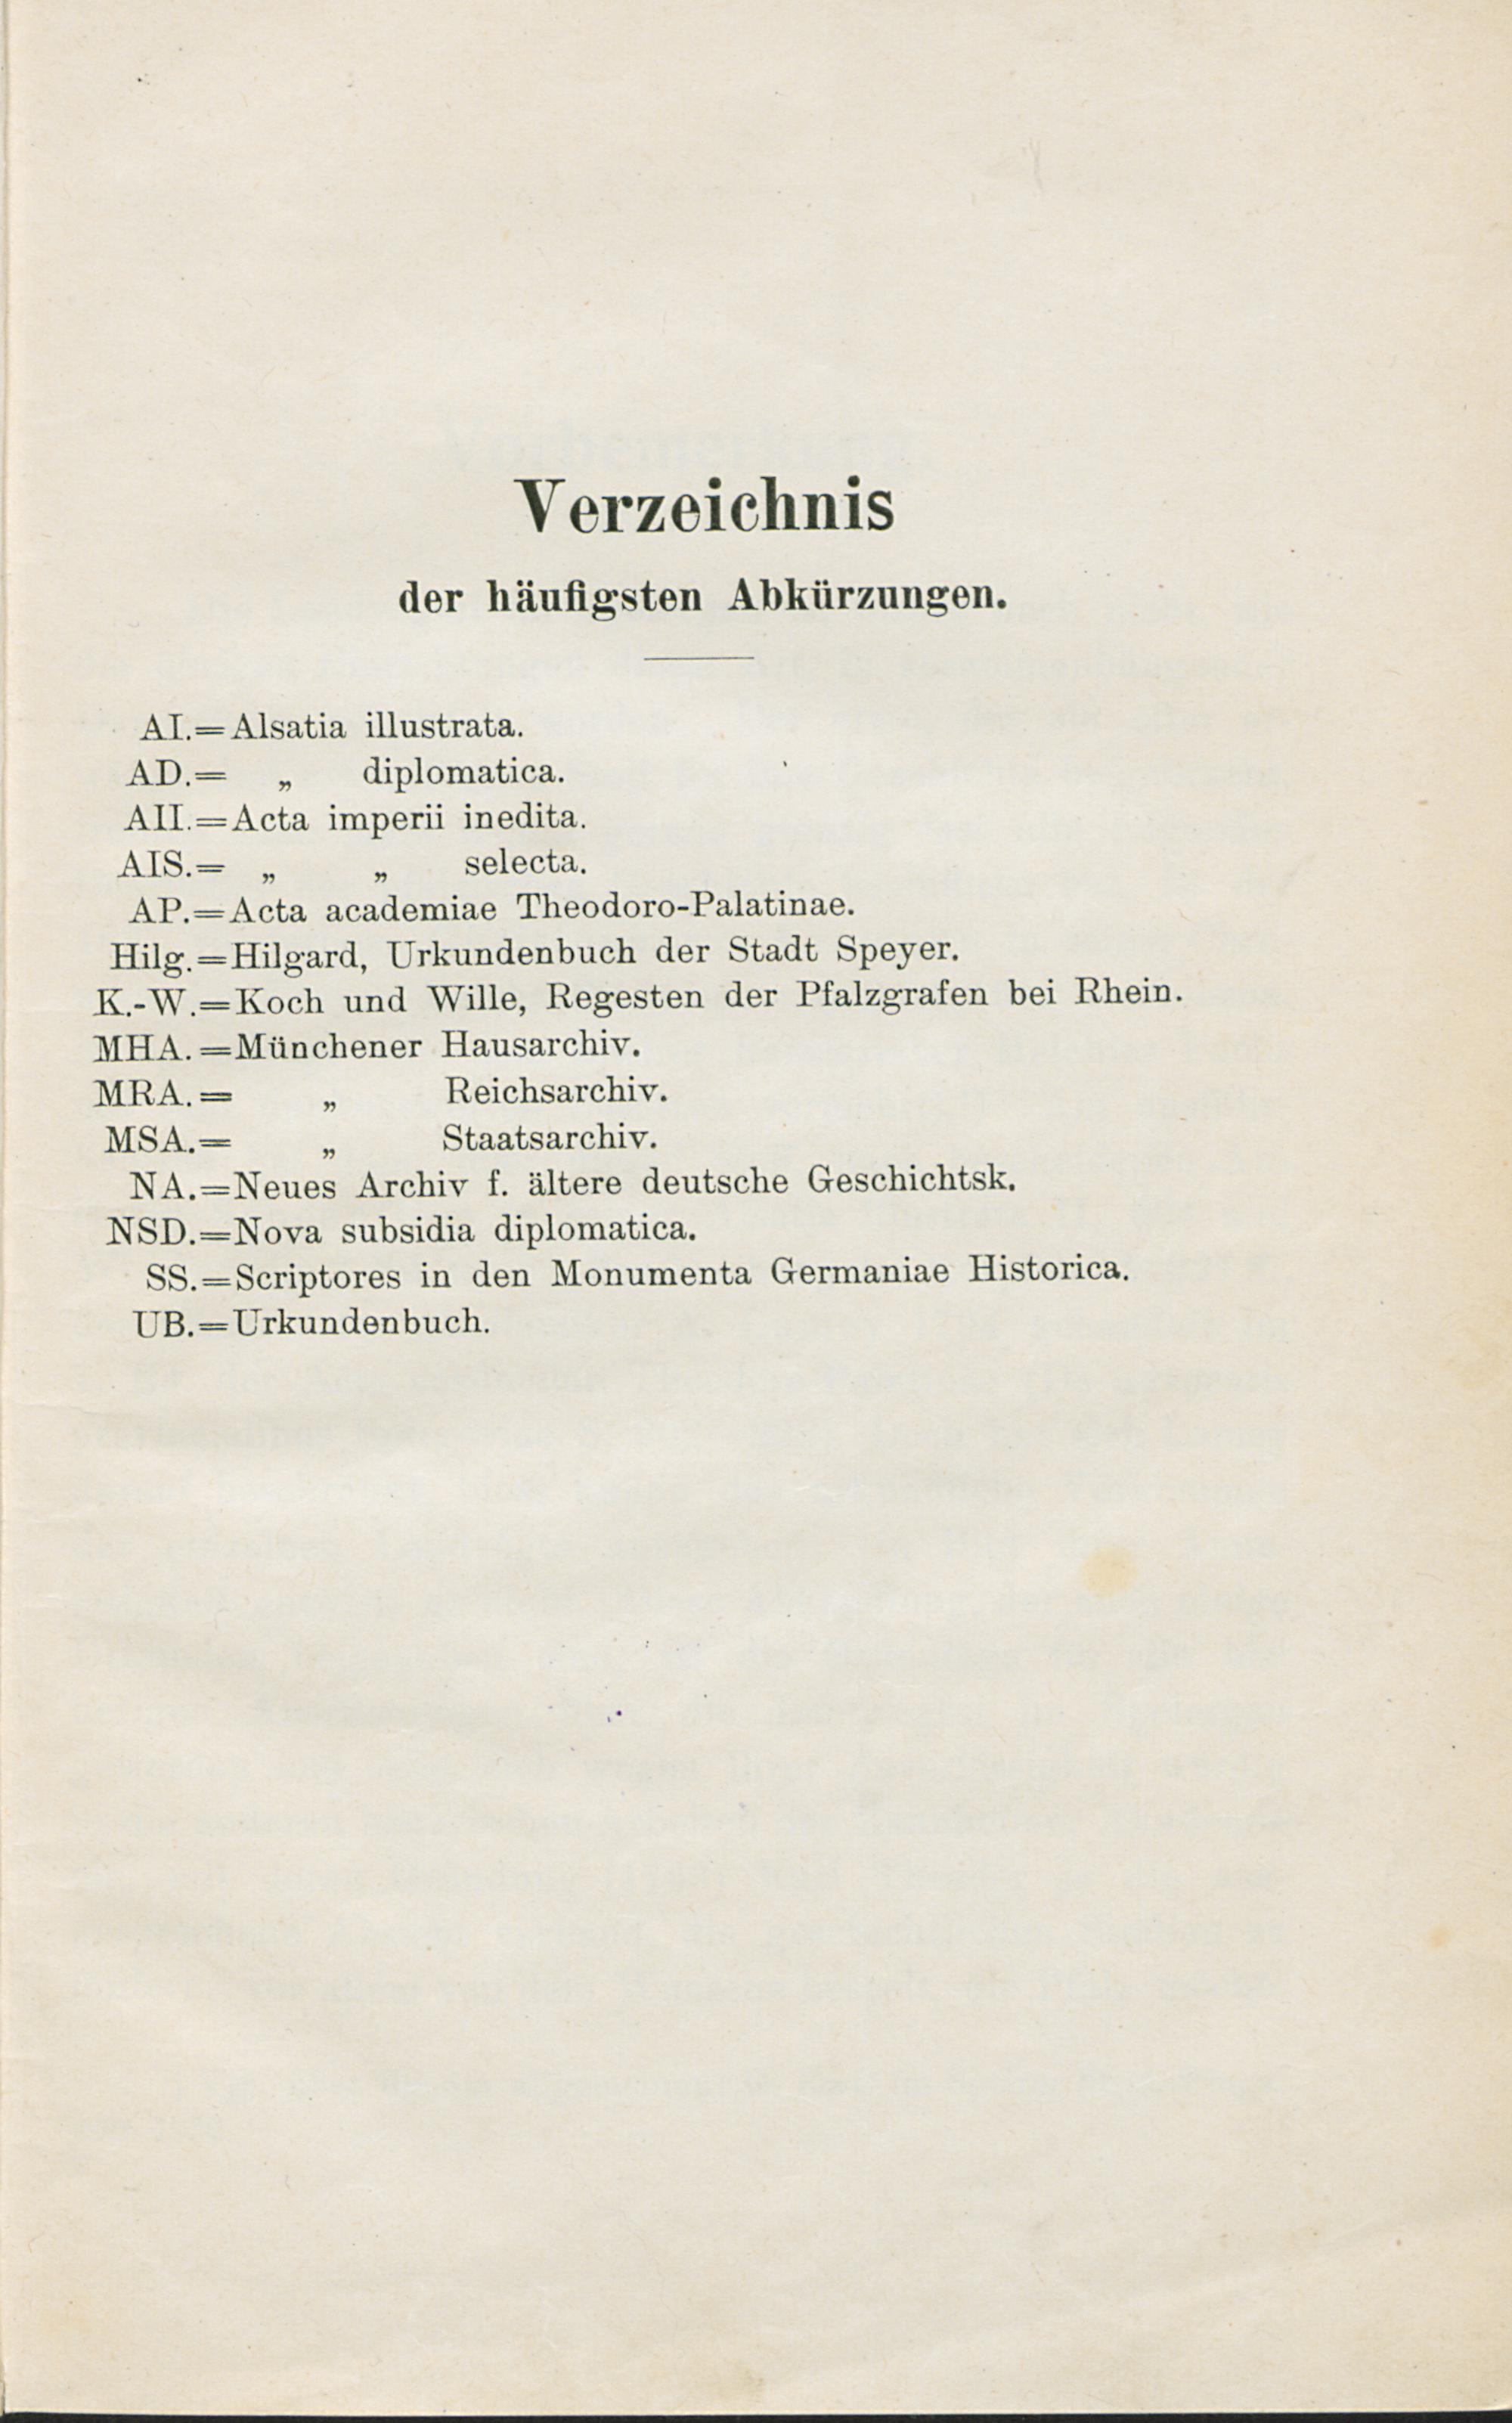 Verzeichnis
der häufigsten Abkürzungen.
AI.=Alsatia illustrata.
AD.= „ diplomatica.
AII.=Acta imperii inedita.
AIS.= „ „ selecta.
AP.=Acta academiae Theodoro-Palatinae.
Hilg.=Hilgard, Urkundenbuch der Stadt Speyer.
K.-W.=Koch und Wille, Regesten der Pfalzgrafen bei Rhein.
MHA.=Münchener Hausarchiv.
MRA.= „ Reichsarchiv.
MSA.= „ Staatsarchiv.
NA.=Neues Archiv f. ältere deutsche Geschichtsk.
NSD.=Nova subsidia diplomatica.
SS.=Scriptores in den Monumenta Germaniae Historica.
UB.=Urkundenbuch.